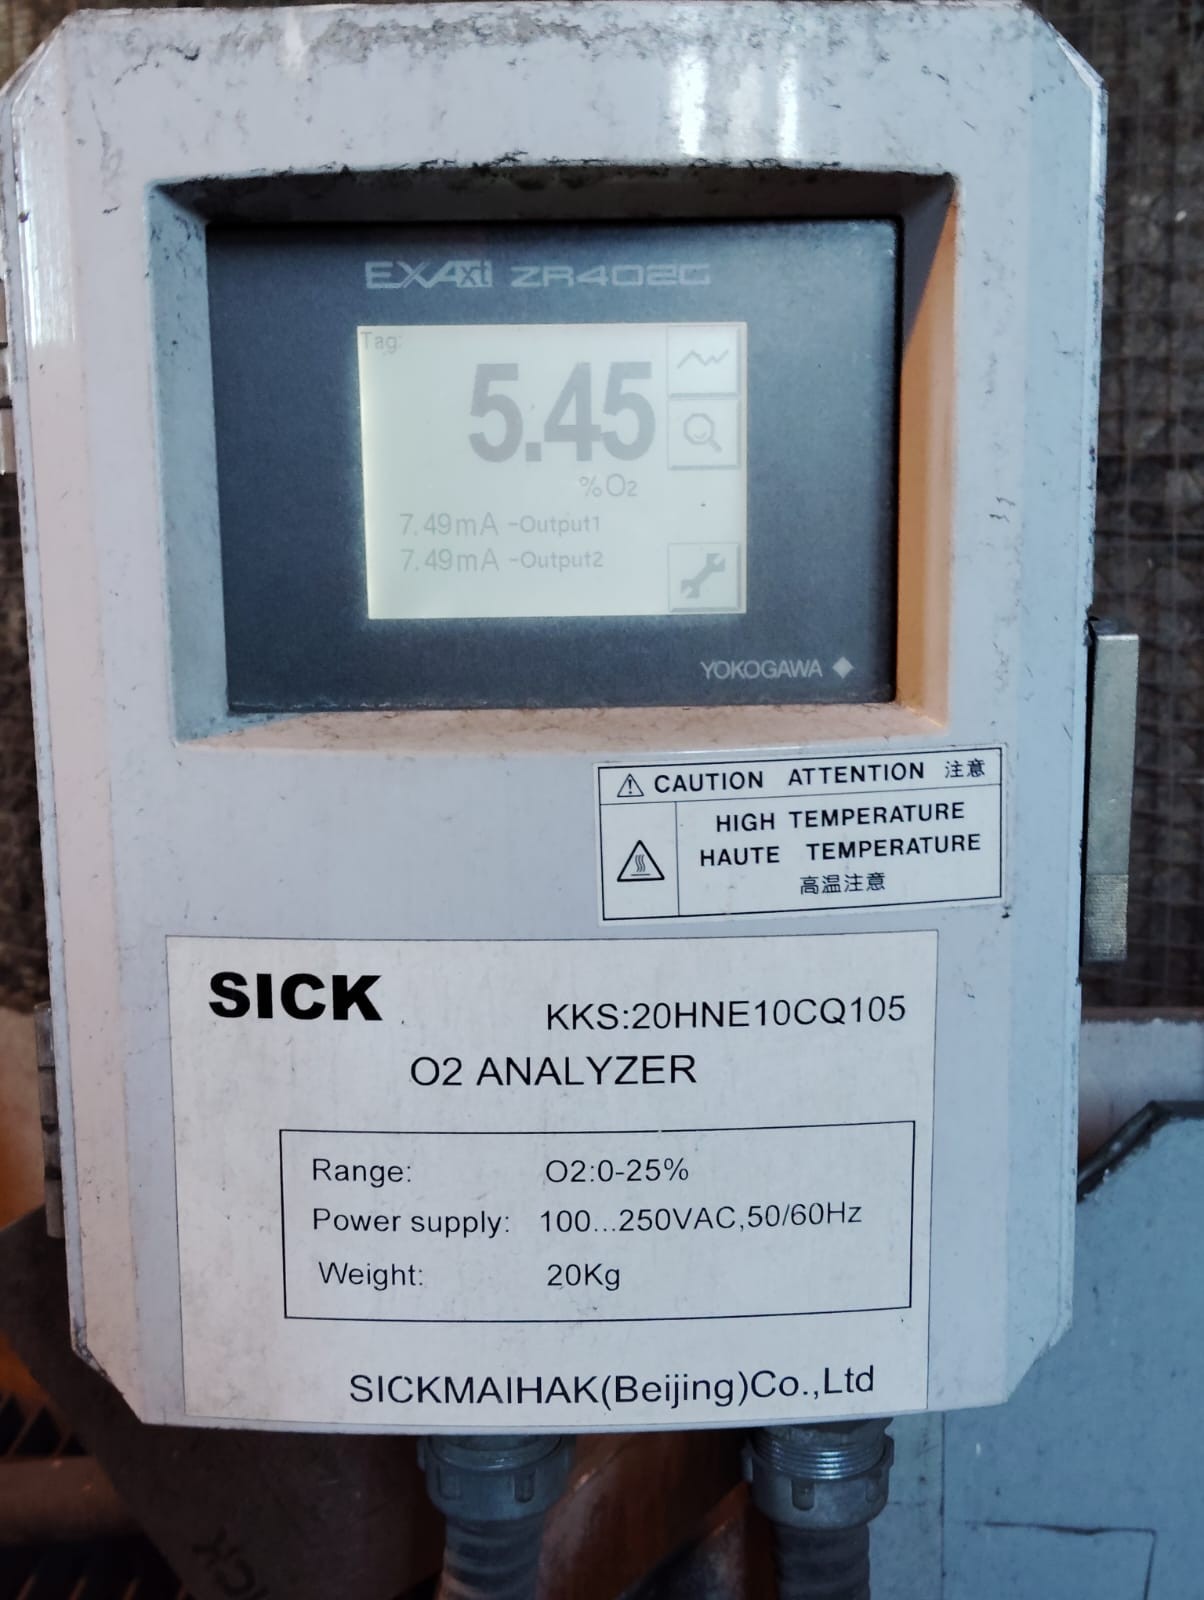 EXAxt ZR402G
Tag:
5.45
%O2
7.49mA -Output1
7.49mA -Output2
YOKOGAWA
CAUTION ATTENTION 注意
HIGH TEMPERATURE
HAUTE TEMPERATURE
高温注意
SICK
KKS:20HNE10CQ105
O2 ANALYZER
Range: O2:0-25%
Power supply: 100...250VAC,50/60Hz
Weight: 20Kg
SICKMAIHAK(Beijing)Co.,Ltd